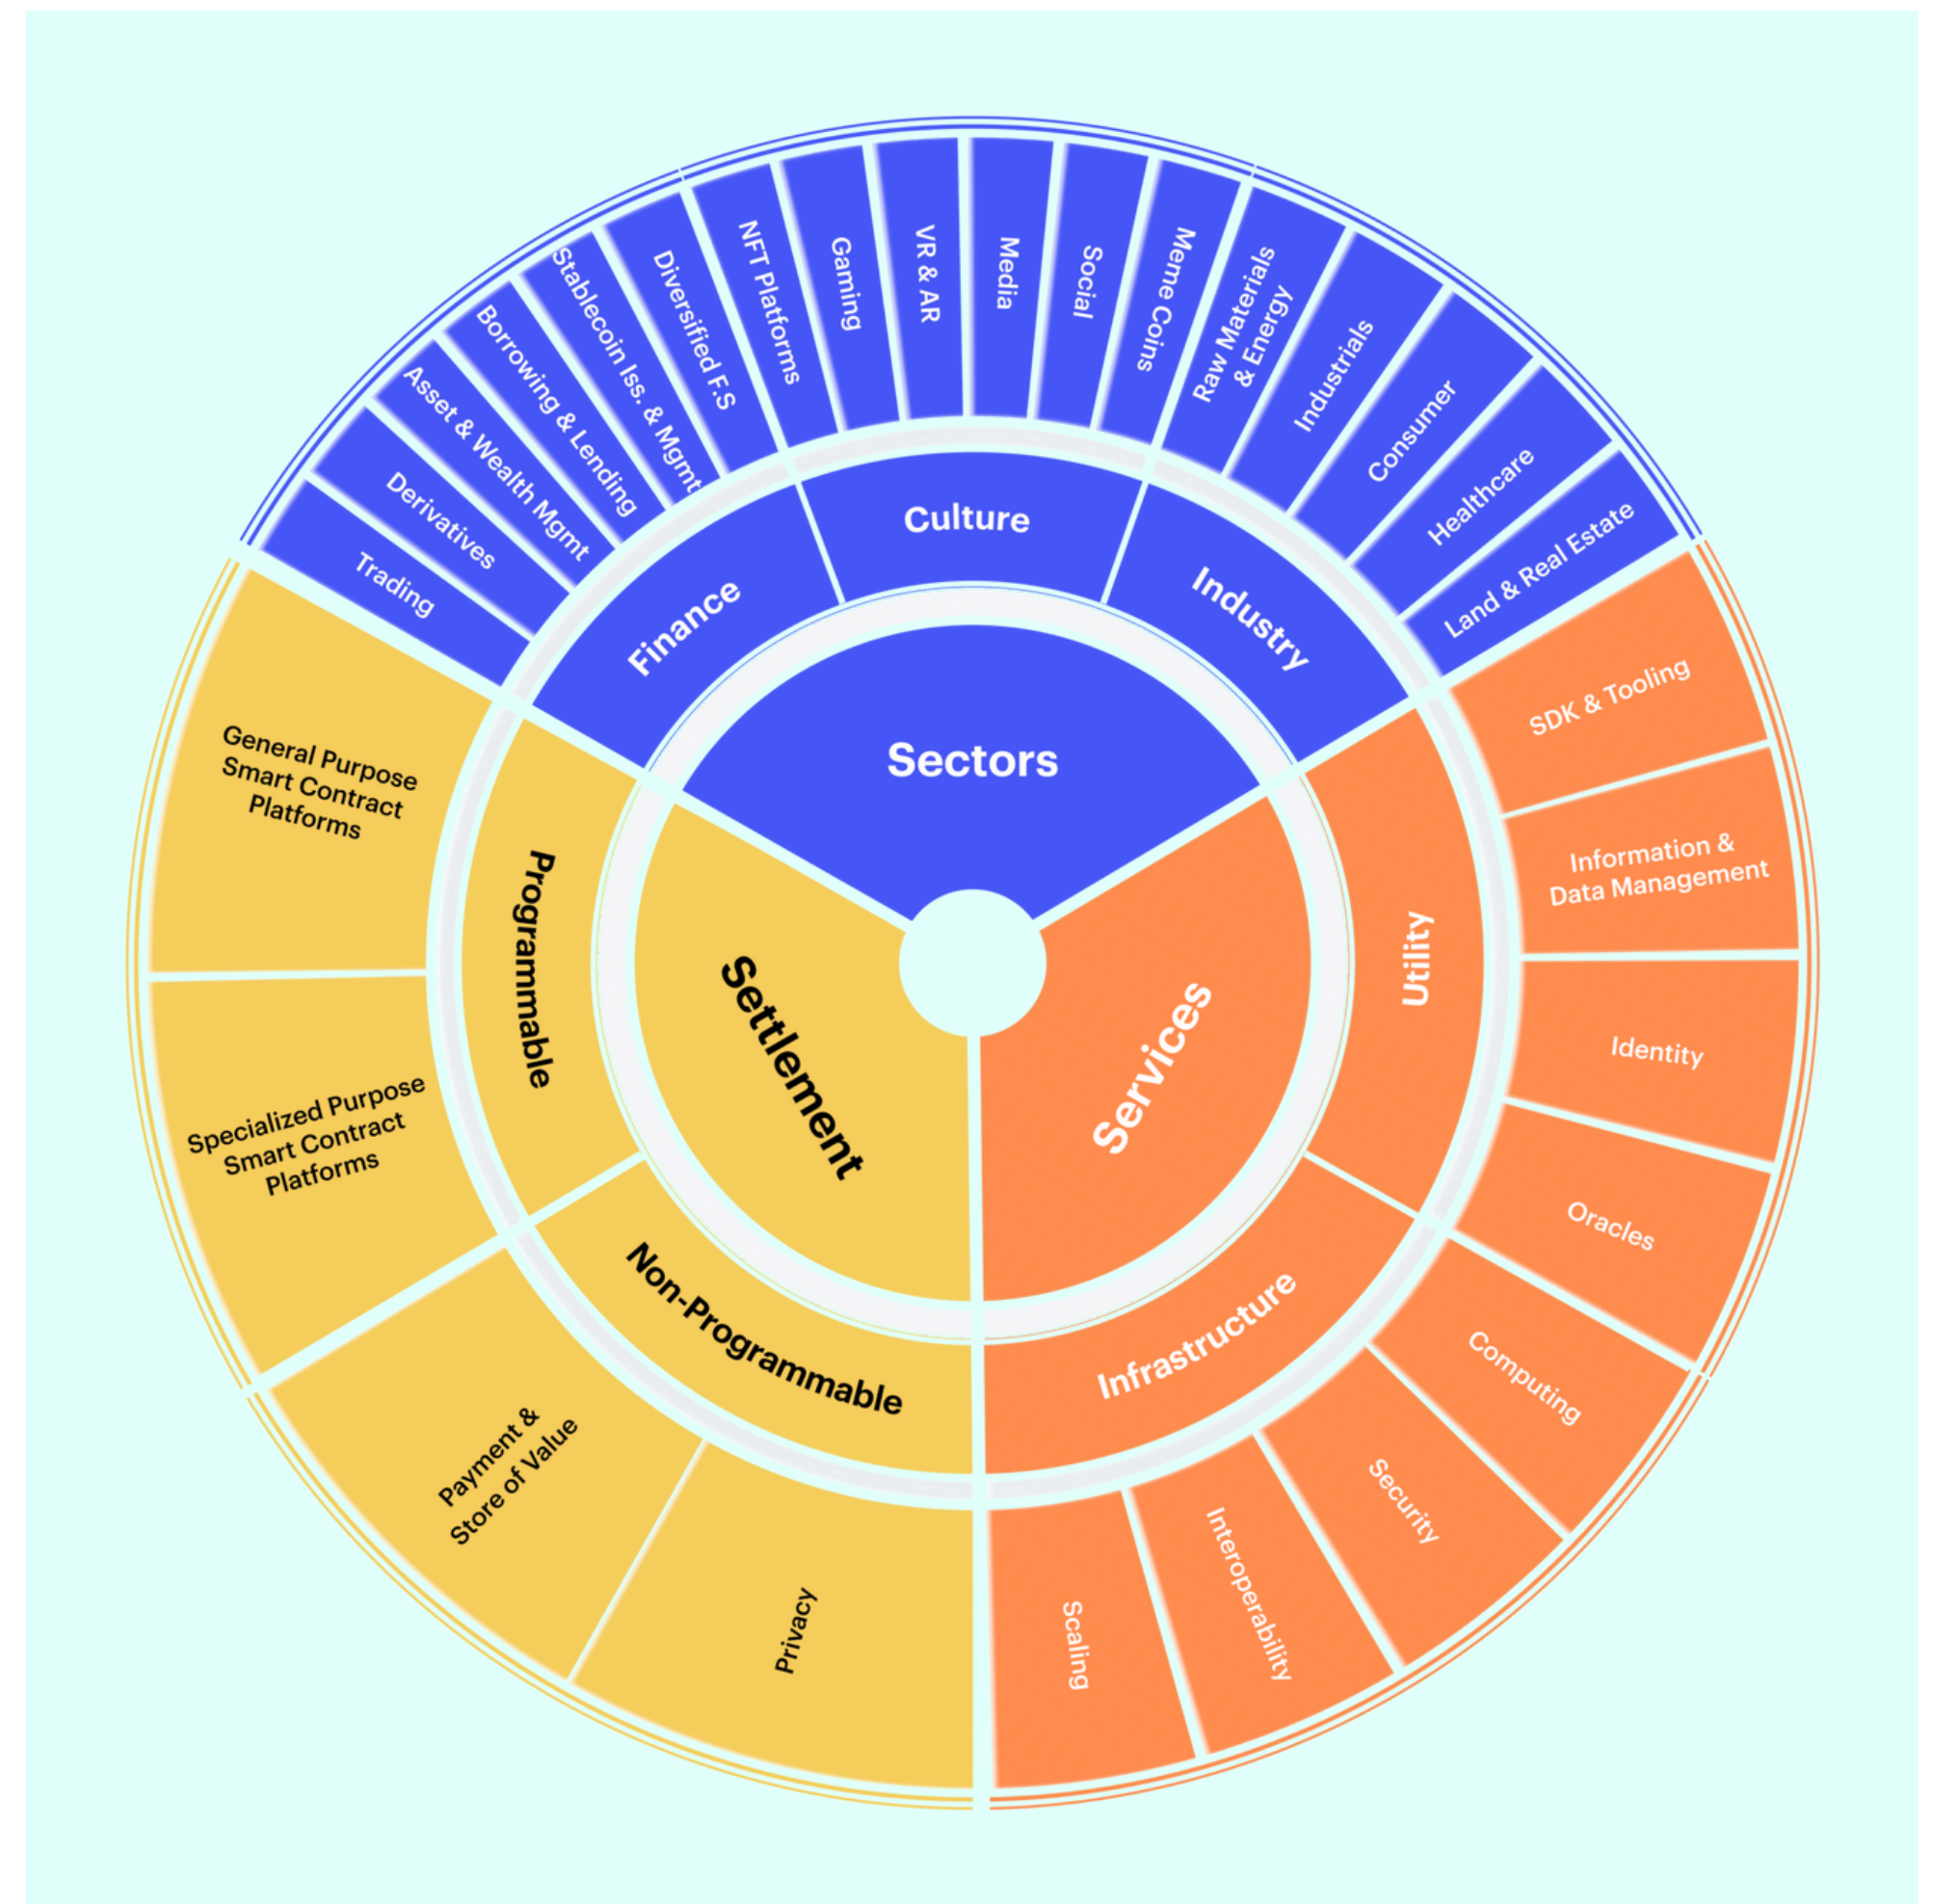 Sectors
Finance
Culture
Industry
Trading
Derivatives
Asset & Wealth Mgmt
Borrowing & Lending
Stablecoin Iss. & Mgmt
Diversified F.S
NFT Platforms
Gaming
VR & AR
Media
Social
Meme Coins
Raw Materials
& Energy
Industrials
Consumer
Healthcare
Land & Real Estate
Services
Utility
SDK & Tooling
Information &
Data Management
Identity
Oracles
Infrastructure
Computing
Security
Interoperability
Scaling
Settlement
Non-Programmable
Privacy
Payment &
Store of Value
Programmable
Specialized Purpose
Smart Contract
Platforms
General Purpose
Smart Contract
Platforms